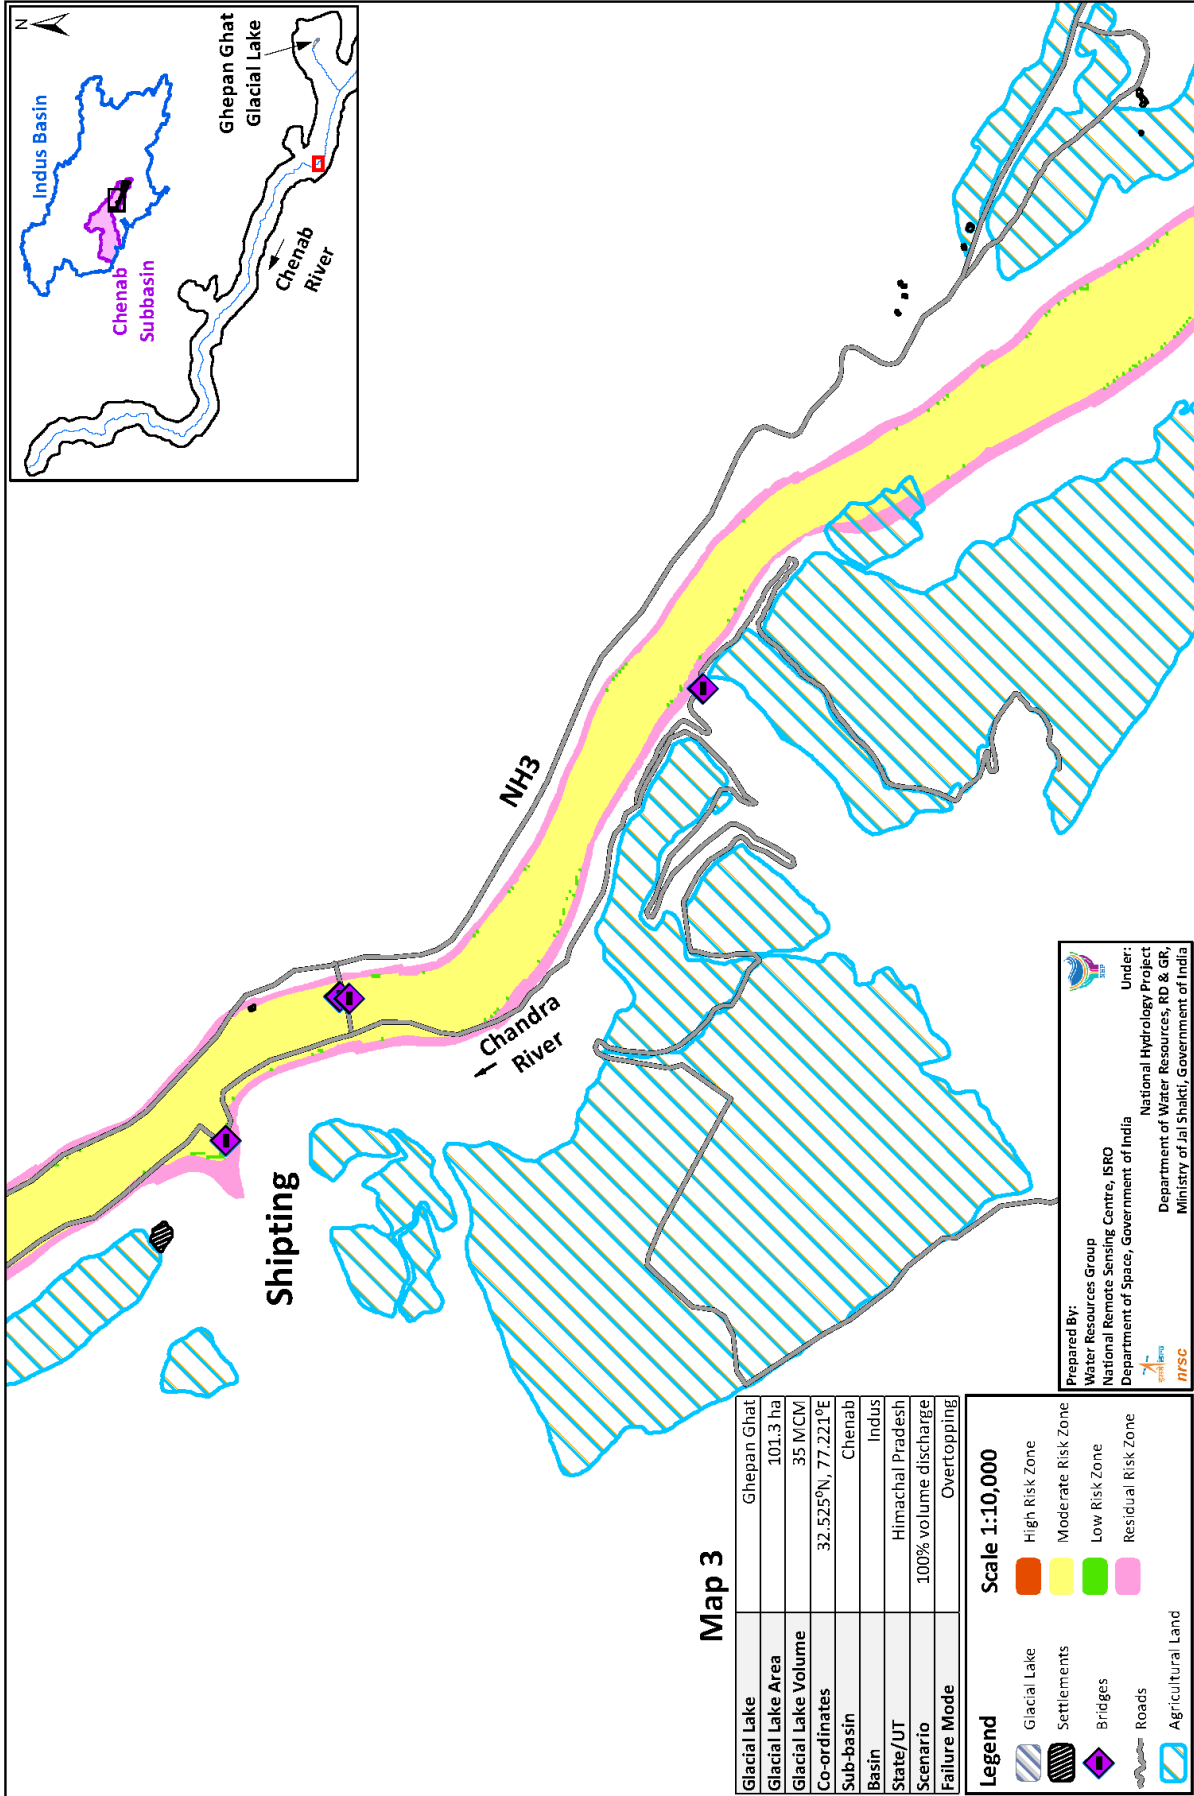 N
Indus Basin
Chenab
Subbasin
Ghepan Ghat
Glacial Lake
Chenab
River
NH3
Chandra
River
Shipting
Map 3
Glacial Lake Ghepan Ghat
Glacial Lake Area 101.3 ha
Glacial Lake Volume 35 MCM
Co-ordinates 32.525⁰N, 77.221⁰E
Sub-basin Chenab
Basin Indus
State/UT Himachal Pradesh
Scenario 100% volume discharge
Failure Mode Overtopping
Legend
Scale 1:10,000
Glacial Lake
Settlements
Bridges
Roads
Agricultural Land
High Risk Zone
Moderate Risk Zone
Low Risk Zone
Residual Risk Zone
Prepared By:
Water Resources Group
National Remote Sensing Centre, ISRO
Department of Space, Government of India
nrsc
NHP
Under:
National Hydrology Project
Department of Water Resources, RD & GR,
Ministry of Jal Shakti, Government of India